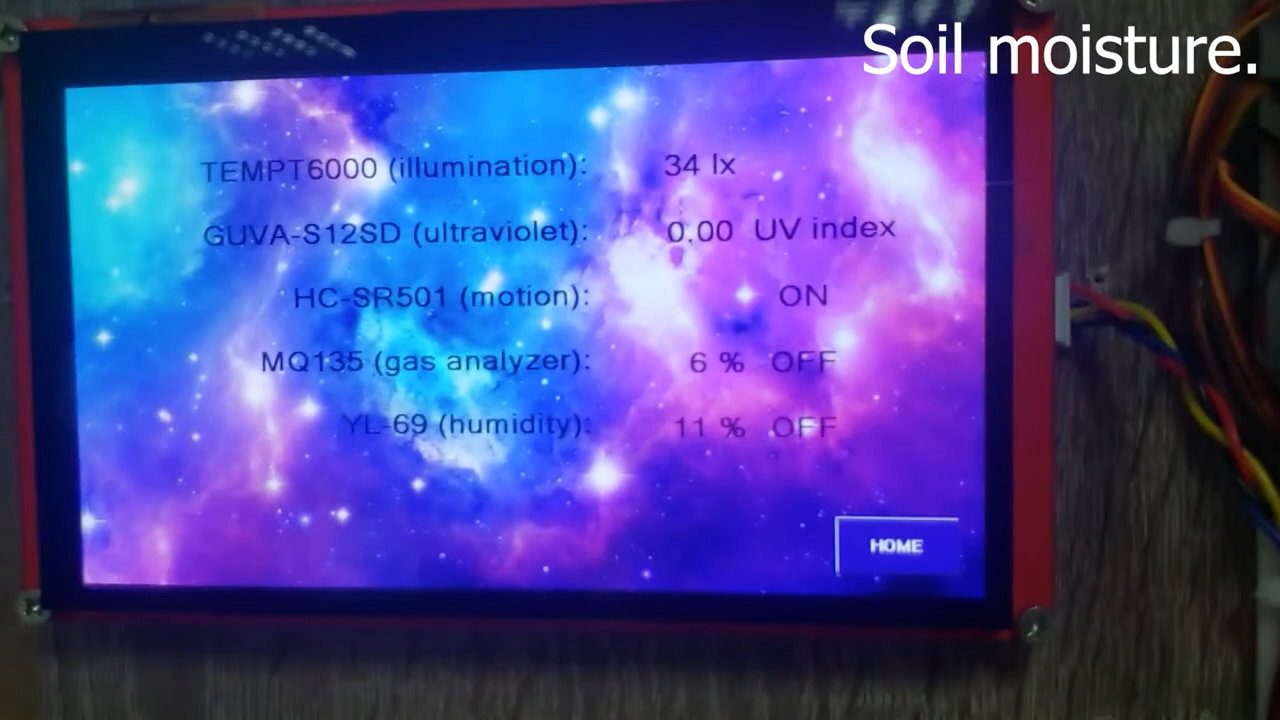 Soil moisture.
TEMPT6000 (illumination): 34 lx
GUVA-S12SD (ultraviolet): 0.00 UV index
HC-SR501 (motion): ON
MQ135 (gas analyzer): 6 % OFF
YL-69 (humidity): 11 % OFF
HOME